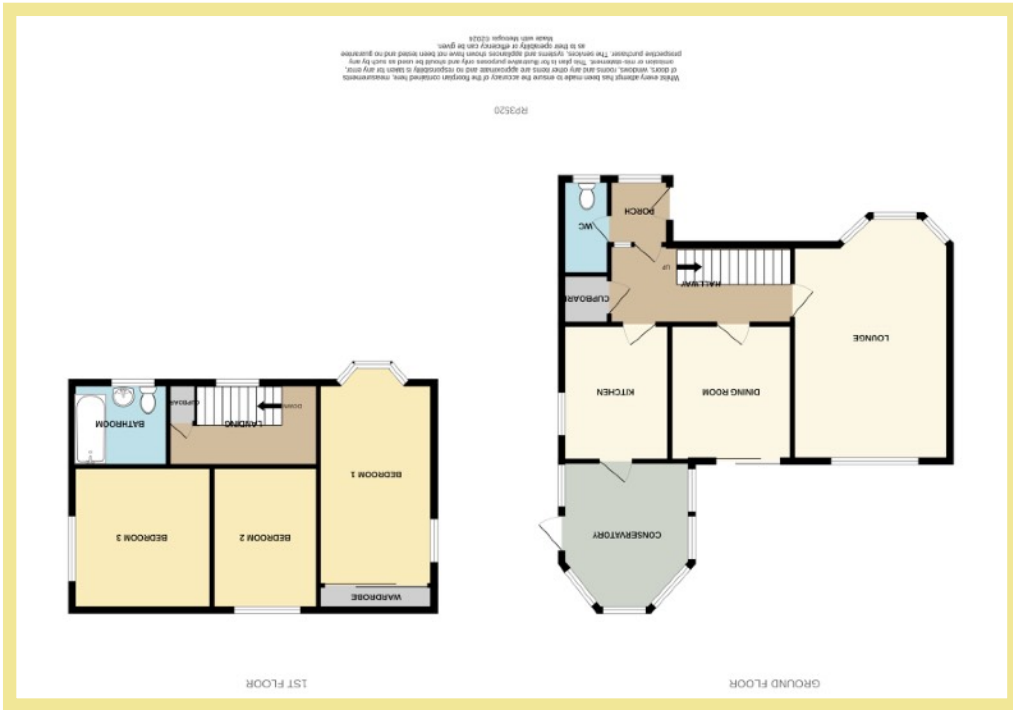 GROUND FLOOR
1ST FLOOR
CONSERVATORY
LOUNGE
DINING ROOM
KITCHEN
CUPBOARD
HALLWAY
UP
PORCH
WC
WARDROBE
BEDROOM 1
BEDROOM 2
BEDROOM 3
LANDING
DOWN
CUPBOARD
BATHROOM
RP3520
Whilst every attempt has been made to ensure the accuracy of the floorplan contained here, measurements
of doors, windows, rooms and any other items are approximate and no responsibility is taken for any error,
omission or mis-statement. This plan is for illustrative purposes only and should be used as such by any
prospective purchaser. The services, systems and appliances shown have not been tested and no guarantee
as to their operability or efficiency can be given.
Made with Metropix ©2024